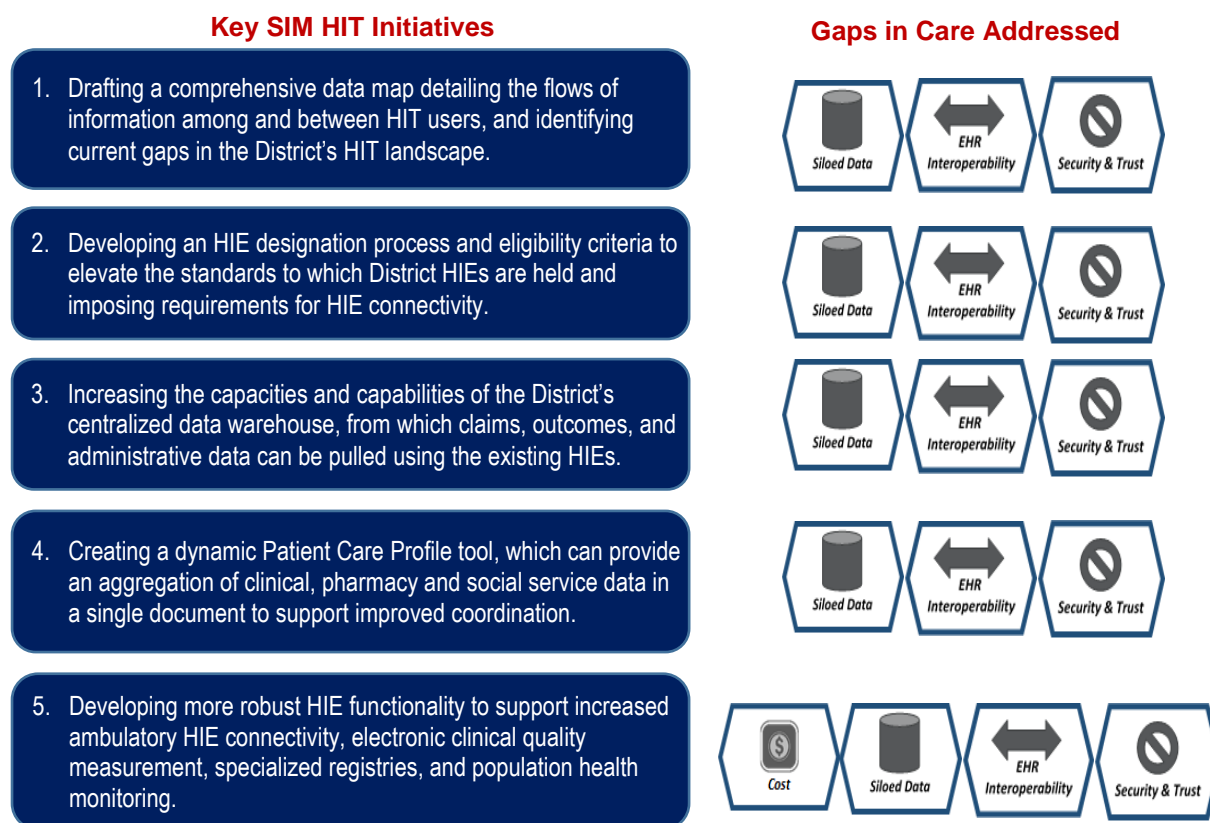 Key SIM HIT Initiatives
Gaps in Care Addressed
1. Drafting a comprehensive data map detailing the flows of
information among and between HIT users, and identifying
current gaps in the District's HIT landscape.
Siloed Data
EHR
Interoperability
Security & Trust
2. Developing an HIE designation process and eligibility criteria to
elevate the standards to which District HIEs are held and
imposing requirements for HIE connectivity.
Siloed Data
EHR
Interoperability
Security & Trust
3. Increasing the capacities and capabilities of the District's
centralized data warehouse, from which claims, outcomes, and
administrative data can be pulled using the existing HIEs.
Siloed Data
EHR
Interoperability
Security & Trust
4. Creating a dynamic Patient Care Profile tool, which can provide
an aggregation of clinical, pharmacy and social service data in
a single document to support improved coordination.
Siloed Data
EHR
Interoperability
Security & Trust
5. Developing more robust HIE functionality to support increased
ambulatory HIE connectivity, electronic clinical quality
measurement, specialized registries, and population health
monitoring.
$
Cost
Siloed Data
EHR
Interoperability
Security & Trust